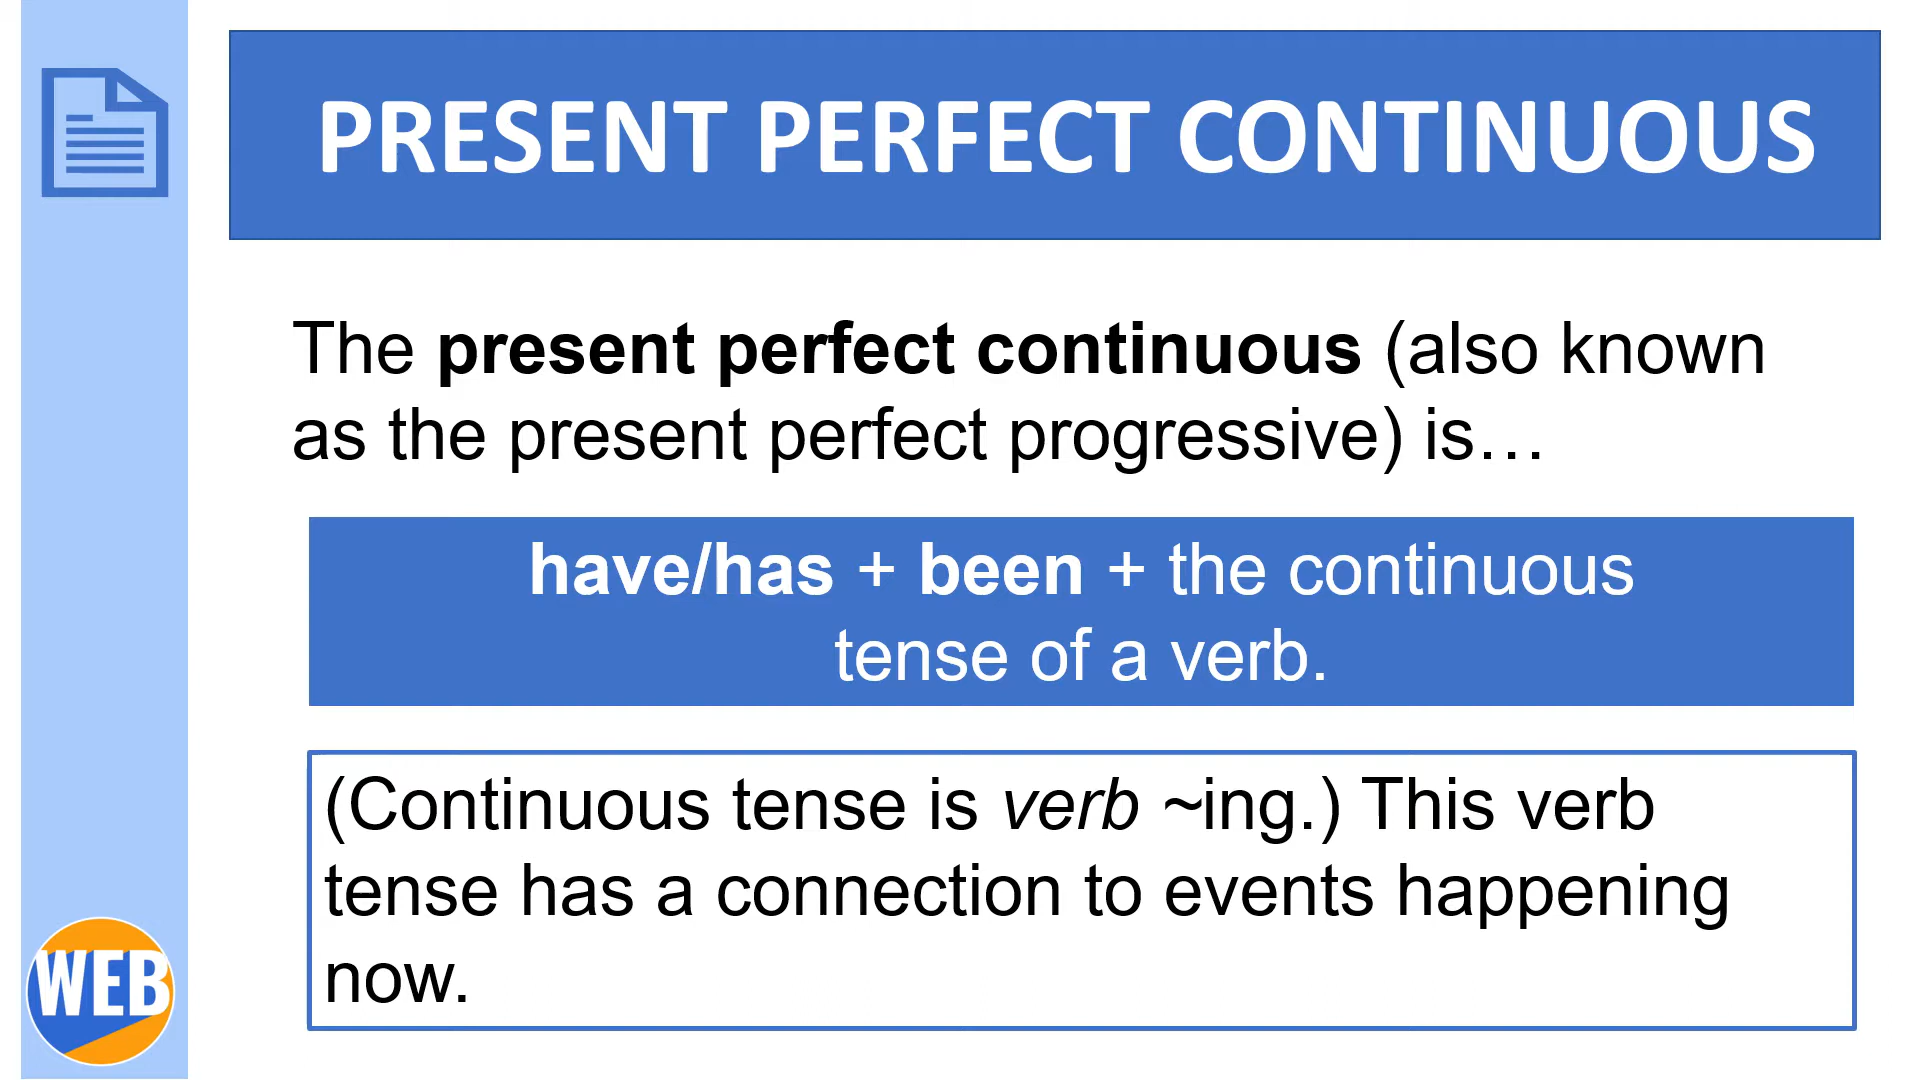 PRESENT PERFECT CONTINUOUS
The present perfect continuous (also known
as the present perfect progressive) is…
have/has + been + the continuous
tense of a verb.
(Continuous tense is verb ~ing.) This verb
tense has a connection to events happening
now.
WEB